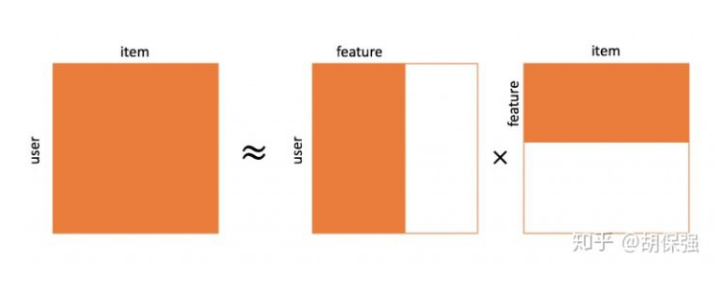 item
user
≈
feature
user
×
item
feature
知乎 @胡保强